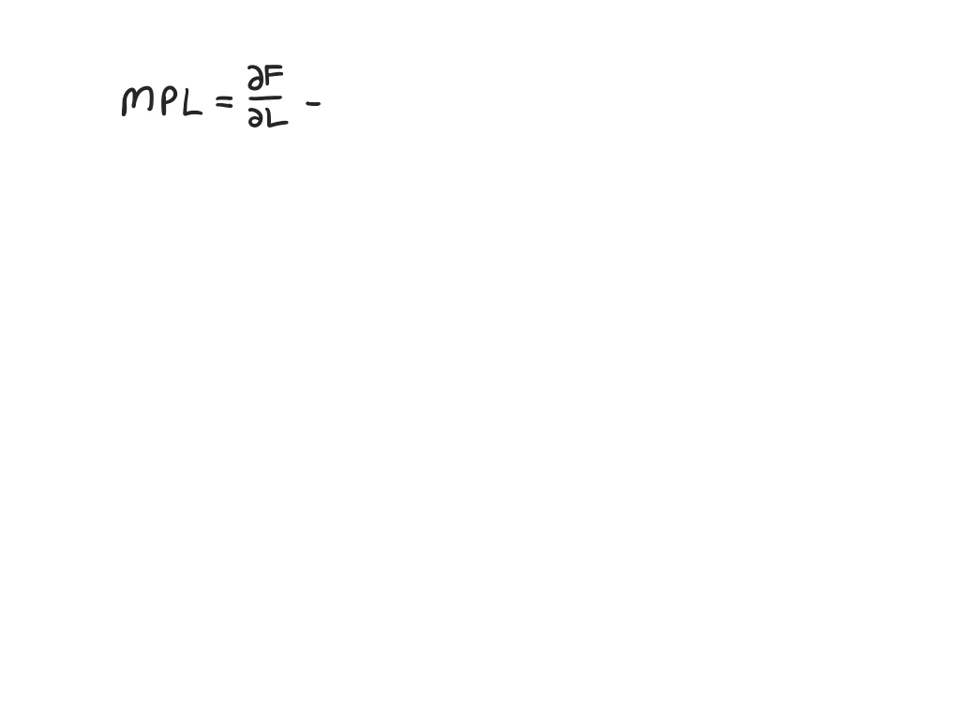 MPL = ∂F/∂L -